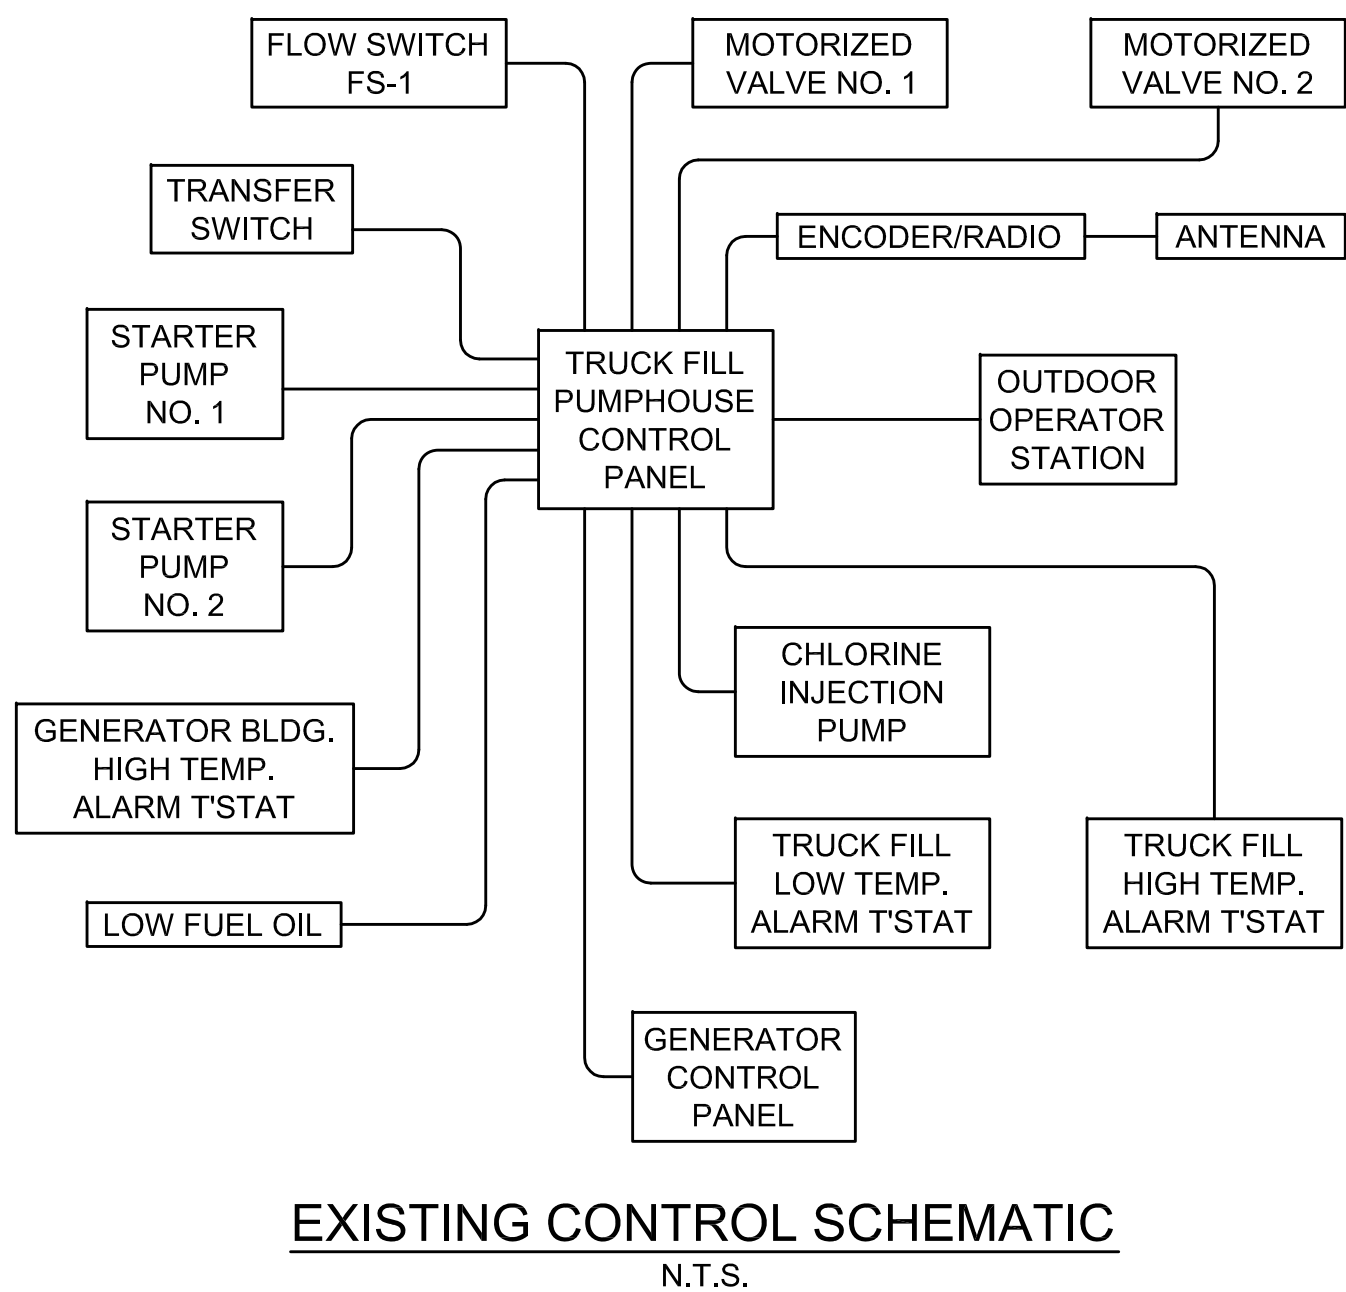 FLOW SWITCH
FS-1
MOTORIZED
VALVE NO. 1
MOTORIZED
VALVE NO. 2
TRANSFER
SWITCH
ENCODER/RADIO
ANTENNA
STARTER
PUMP
NO. 1
TRUCK FILL
PUMPHOUSE
CONTROL
PANEL
OUTDOOR
OPERATOR
STATION
STARTER
PUMP
NO. 2
CHLORINE
INJECTION
PUMP
GENERATOR BLDG.
HIGH TEMP.
ALARM T'STAT
TRUCK FILL
LOW TEMP.
ALARM T'STAT
TRUCK FILL
HIGH TEMP.
ALARM T'STAT
LOW FUEL OIL
GENERATOR
CONTROL
PANEL
EXISTING CONTROL SCHEMATIC
N.T.S.